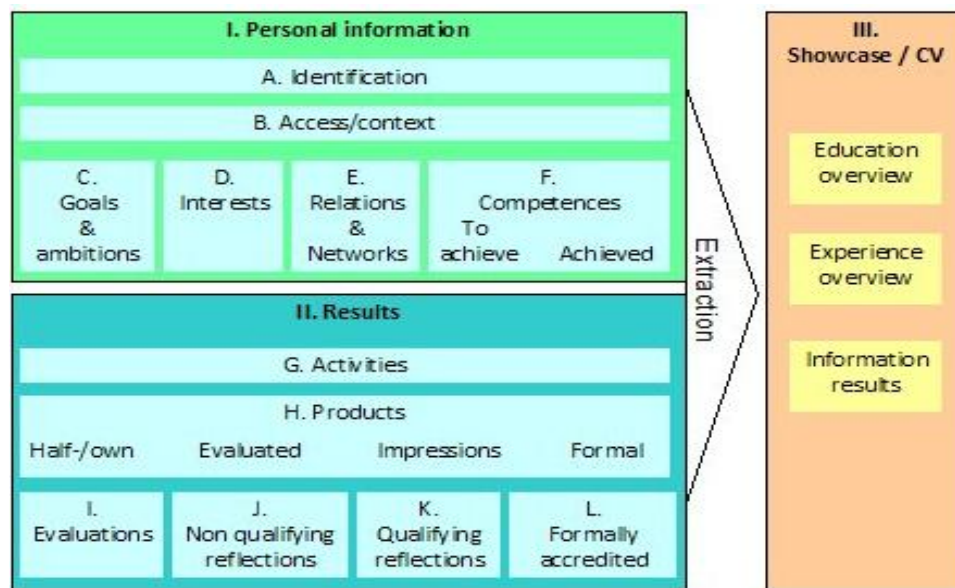 I. Personal information
A. Identification
B. Access/context
C.
Goals
&
ambitions
D.
Interests
E.
Relations
&
Networks
F.
Competences
To
achieve Achieved
II. Results
G. Activities
H. Products
Half-/own Evaluated Impressions Formal
I.
Evaluations
J.
Non qualifying
reflections
K.
Qualifying
reflections
L.
Formally
accredited
Extraction
III.
Showcase / CV
Education
overview
Experience
overview
Information
results